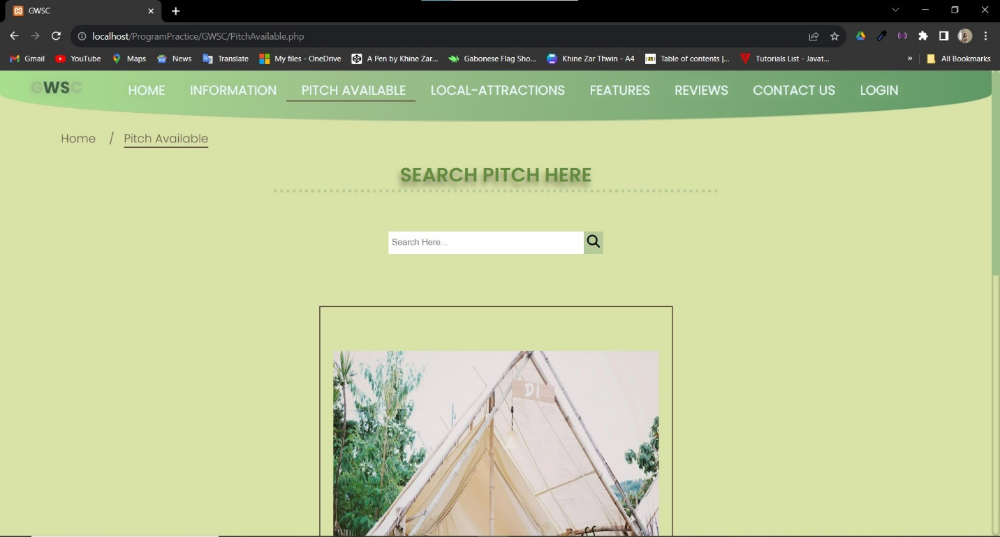 GWSC
localhost/ProgramPractice/GWSC/PitchAvailable.php
Gmail YouTube Maps News Translate My files - OneDrive A Pen by Khine Zar... Gabonese Flag Sho... Khine Zar Thwin - A4 Table of contents |... Tutorials List - Javat... » All Bookmarks
GWSC HOME INFORMATION PITCH AVAILABLE LOCAL-ATTRACTIONS FEATURES REVIEWS CONTACT US LOGIN
Home / Pitch Available
SEARCH PITCH HERE
Search Here...
DI